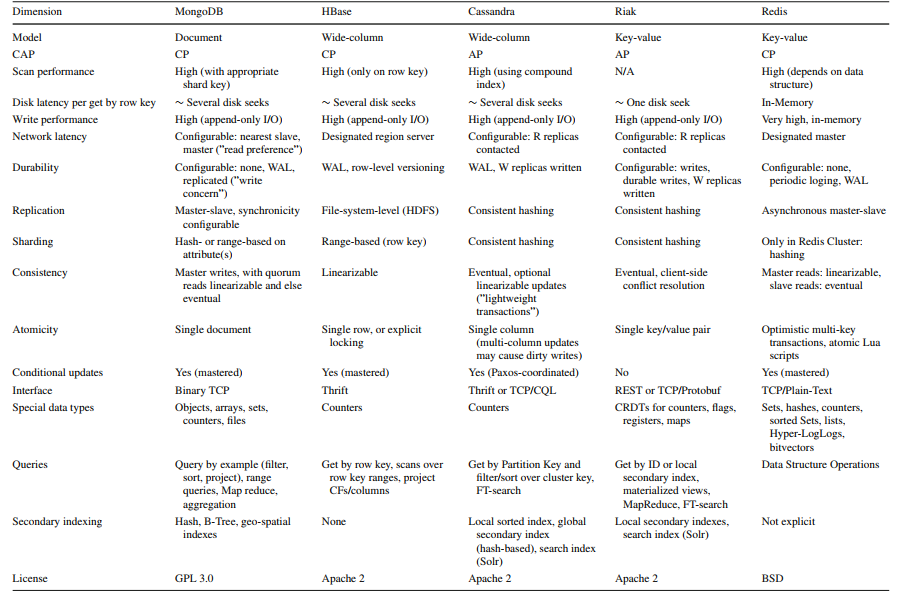 Dimension MongoDB HBase Cassandra Riak Redis
Model Document Wide-column Wide-column Key-value Key-value
CAP CP CP AP AP CP
Scan performance High (with appropriate High (only on row key) High (using compound N/A High (depends on data
shard key) index) structure)
Disk latency per get by row key ∼ Several disk seeks ∼ Several disk seeks ∼ Several disk seeks ∼ One disk seek In-Memory
Write performance High (append-only I/O) High (append-only I/O) High (append-only I/O) High (append-only I/O) Very high, in-memory
Network latency Configurable: nearest slave, Designated region server Configurable: R replicas Configurable: R replicas Designated master
master ("read preference") contacted contacted
Durability Configurable: none, WAL, WAL, row-level versioning WAL, W replicas written Configurable: writes, Configurable: none,
replicated ("write durable writes, W replicas periodic loging, WAL
concern") written
Replication Master-slave, synchronicity File-system-level (HDFS) Consistent hashing Consistent hashing Asynchronous master-slave
configurable
Sharding Hash- or range-based on Range-based (row key) Consistent hashing Consistent hashing Only in Redis Cluster:
attribute(s) hashing
Consistency Master writes, with quorum Linearizable Eventual, optional Eventual, client-side Master reads: linearizable,
reads linearizable and else linearizable updates conflict resolution slave reads: eventual
eventual ("lightweight
transactions")
Atomicity Single document Single row, or explicit Single column Single key/value pair Optimistic multi-key
locking (multi-column updates transactions, atomic Lua
may cause dirty writes) scripts
Conditional updates Yes (mastered) Yes (mastered) Yes (Paxos-coordinated) No Yes (mastered)
Interface Binary TCP Thrift Thrift or TCP/CQL REST or TCP/Protobuf TCP/Plain-Text
Special data types Objects, arrays, sets, Counters Counters CRDTs for counters, flags, Sets, hashes, counters,
counters, files registers, maps sorted Sets, lists,
Hyper-LogLogs,
bitvectors
Queries Query by example (filter, Get by row key, scans over Get by Partition Key and Get by ID or local Data Structure Operations
sort, project), range row key ranges, project filter/sort over cluster key, secondary index,
queries, Map reduce, CFs/columns FT-search materialized views,
aggregation MapReduce, FT-search
Secondary indexing Hash, B-Tree, geo-spatial None Local sorted index, global Local secondary indexes, Not explicit
indexes secondary index search index (Solr)
(hash-based), search index
(Solr)
License GPL 3.0 Apache 2 Apache 2 Apache 2 BSD